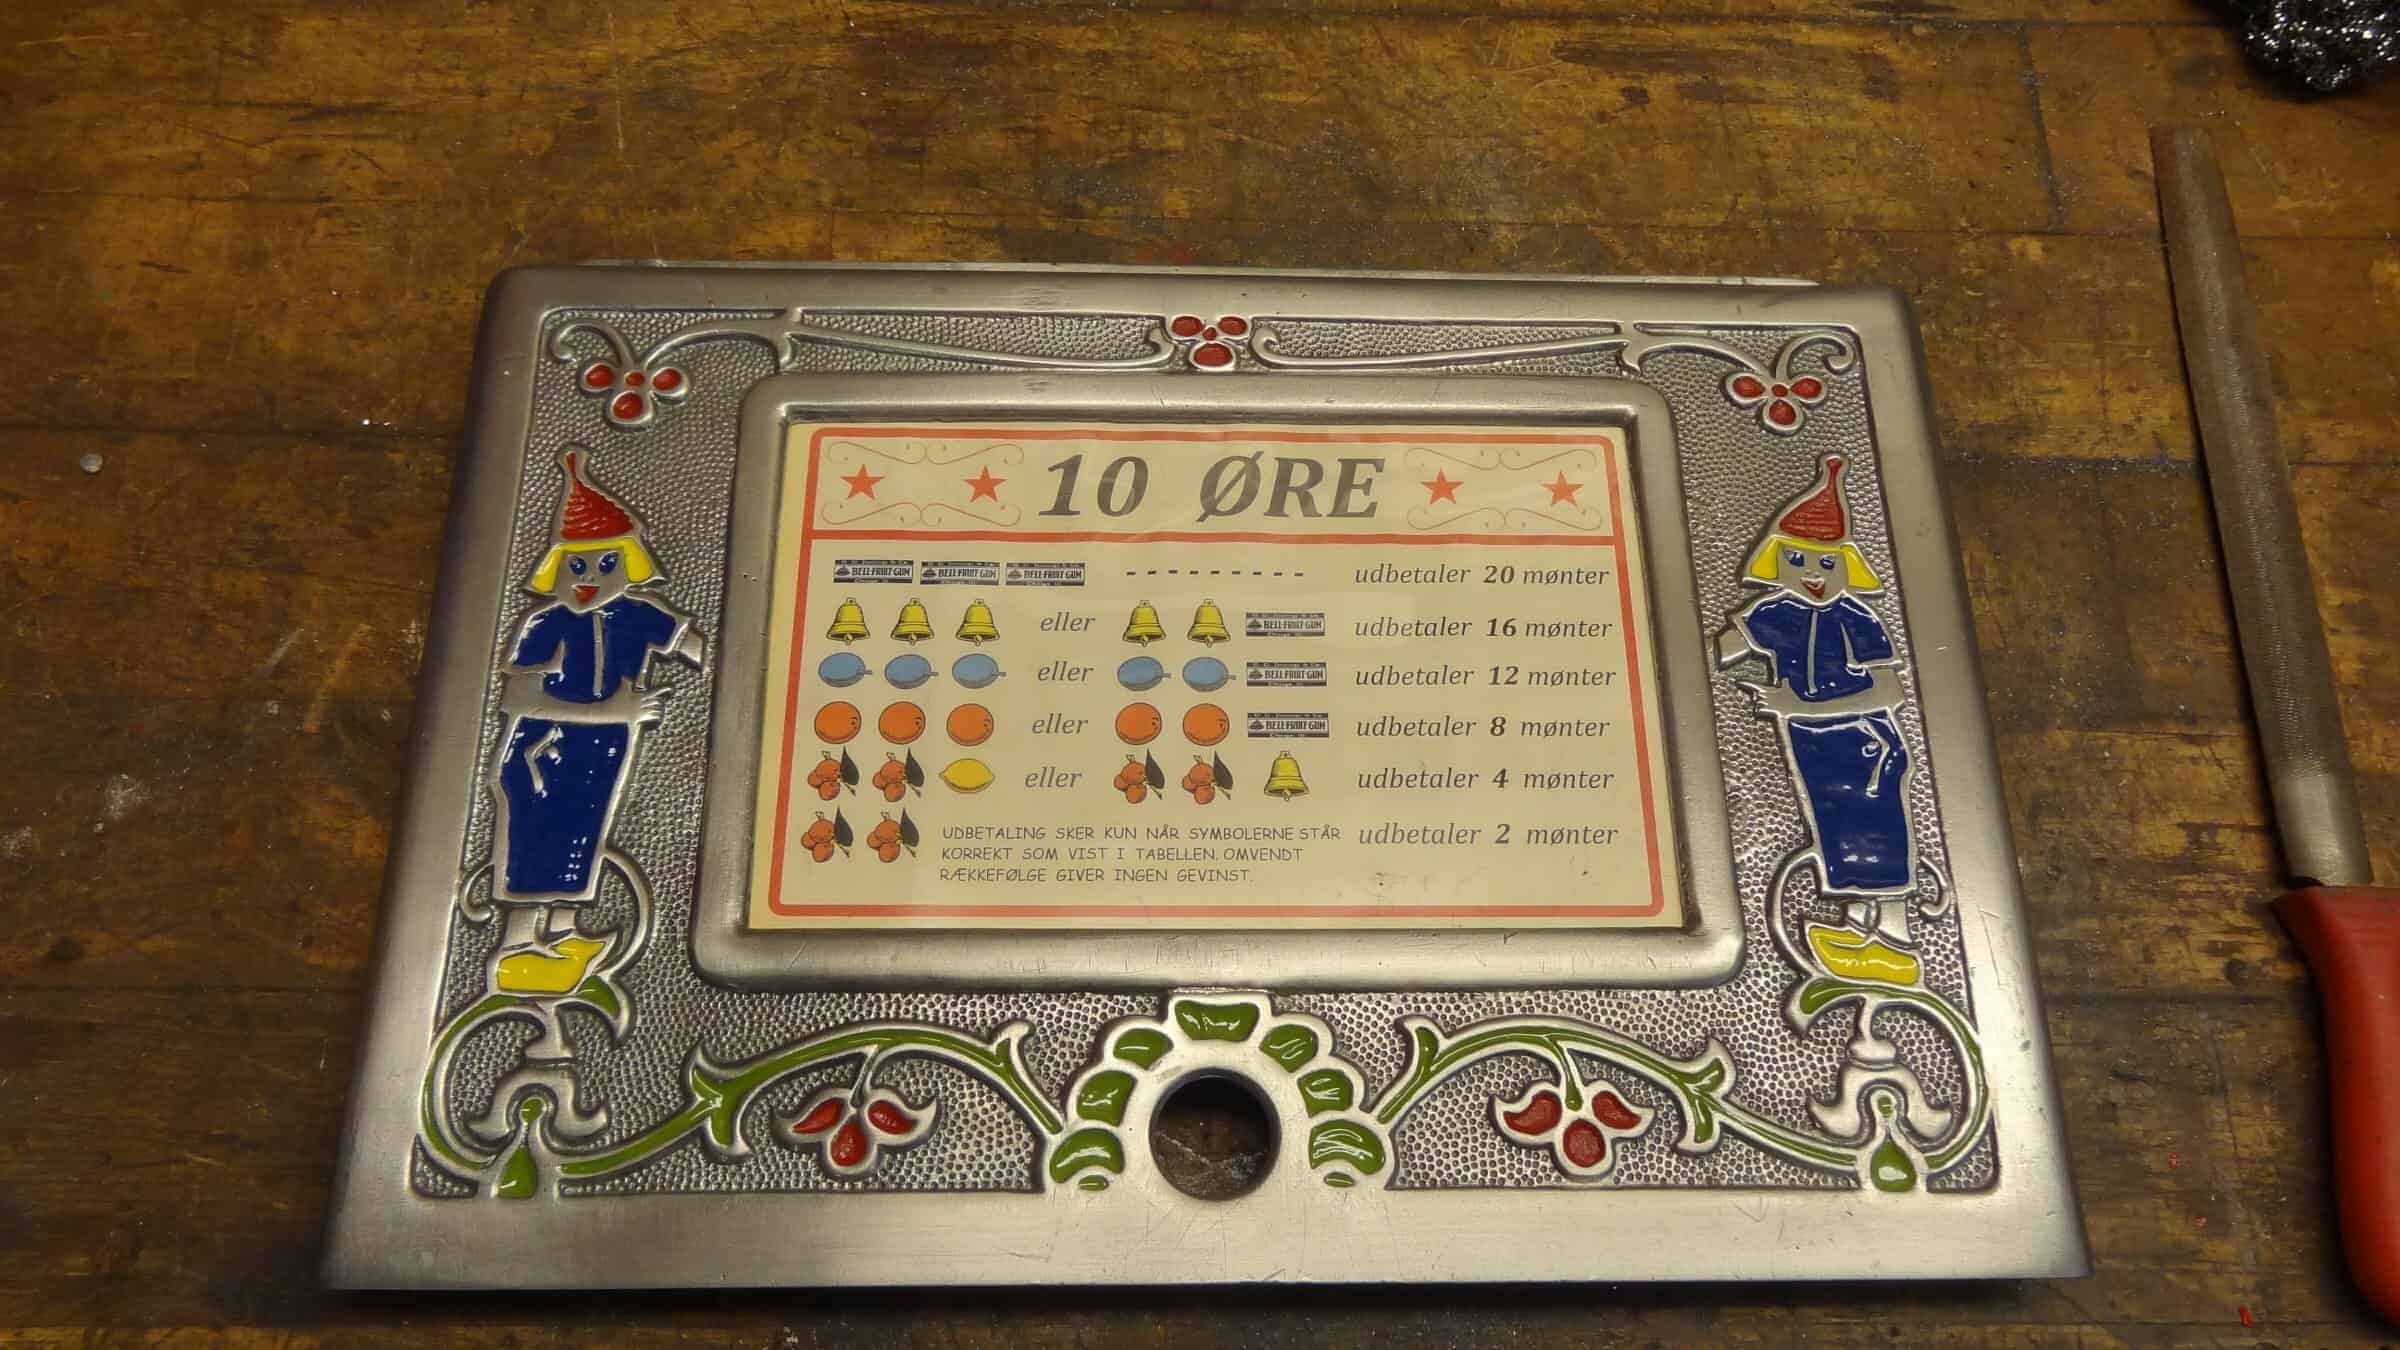 10 ØRE
BELL-FRUIT GUM BELL-FRUIT GUM BELL-FRUIT GUM - - - - - - - - - udbetaler 20 mønter
eller BELL-FRUIT GUM udbetaler 16 mønter
eller BELL-FRUIT GUM udbetaler 12 mønter
eller BELL-FRUIT GUM udbetaler 8 mønter
eller udbetaler 4 mønter
UDBETALING SKER KUN NÅR SYMBOLERNE STÅR udbetaler 2 mønter
KORREKT SOM VIST I TABELLEN. OMVENDT
RÆKKEFØLGE GIVER INGEN GEVINST.